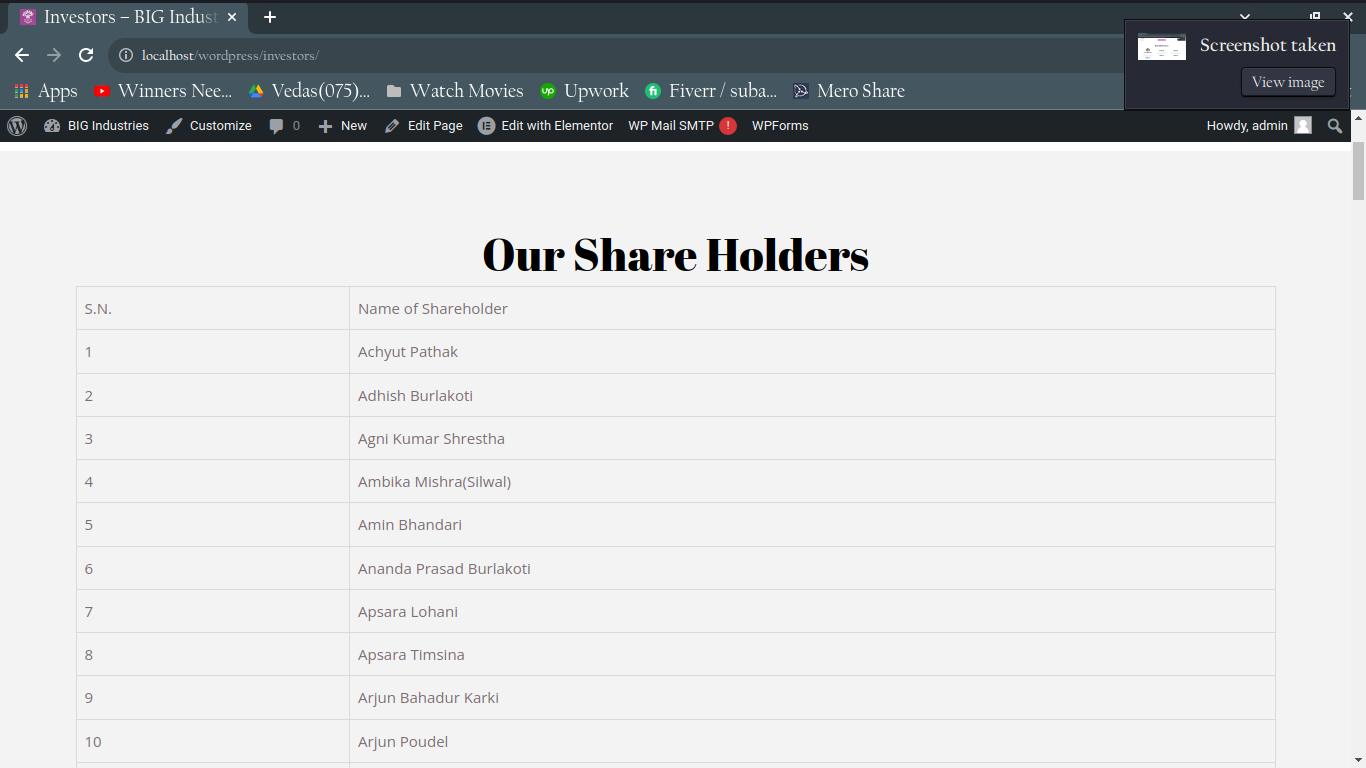 Investors – BIG Indust
Screenshot taken
View image
localhost/wordpress/investors/
Apps Winners Nee... Vedas(075)... Watch Movies Upwork Fiverr / suba... Mero Share
BIG Industries Customize 0 New Edit Page Edit with Elementor WP Mail SMTP ! WPForms Howdy, admin
Our Share Holders
S.N. Name of Shareholder
1 Achyut Pathak
2 Adhish Burlakoti
3 Agni Kumar Shrestha
4 Ambika Mishra(Silwal)
5 Amin Bhandari
6 Ananda Prasad Burlakoti
7 Apsara Lohani
8 Apsara Timsina
9 Arjun Bahadur Karki
10 Arjun Poudel